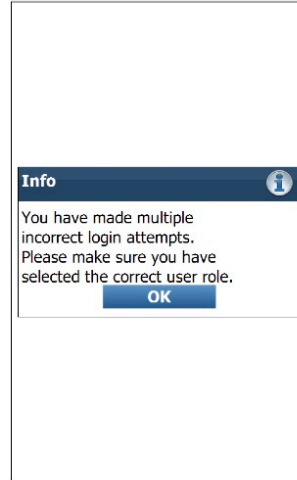 Info
You have made multiple
incorrect login attempts.
Please make sure you have
selected the correct user role.
OK